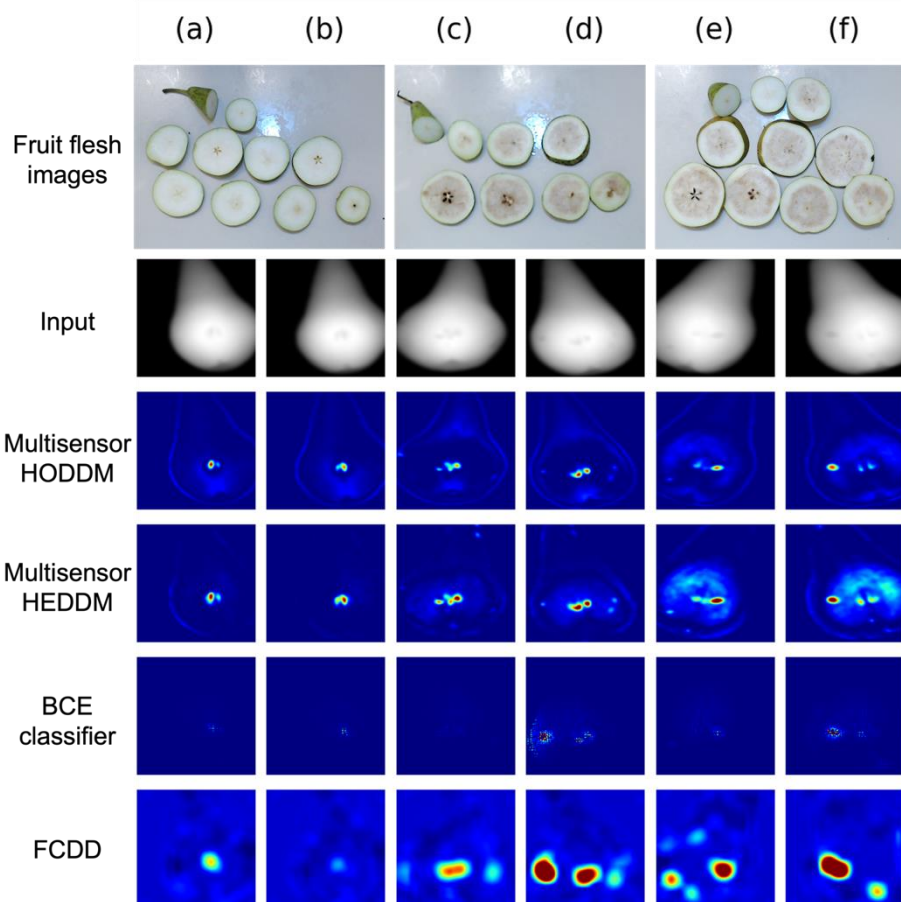 (a) (b) (c) (d) (e) (f)
Fruit flesh
images
Input
Multisensor
HODDM
Multisensor
HEDDM
BCE
classifier
FCDD